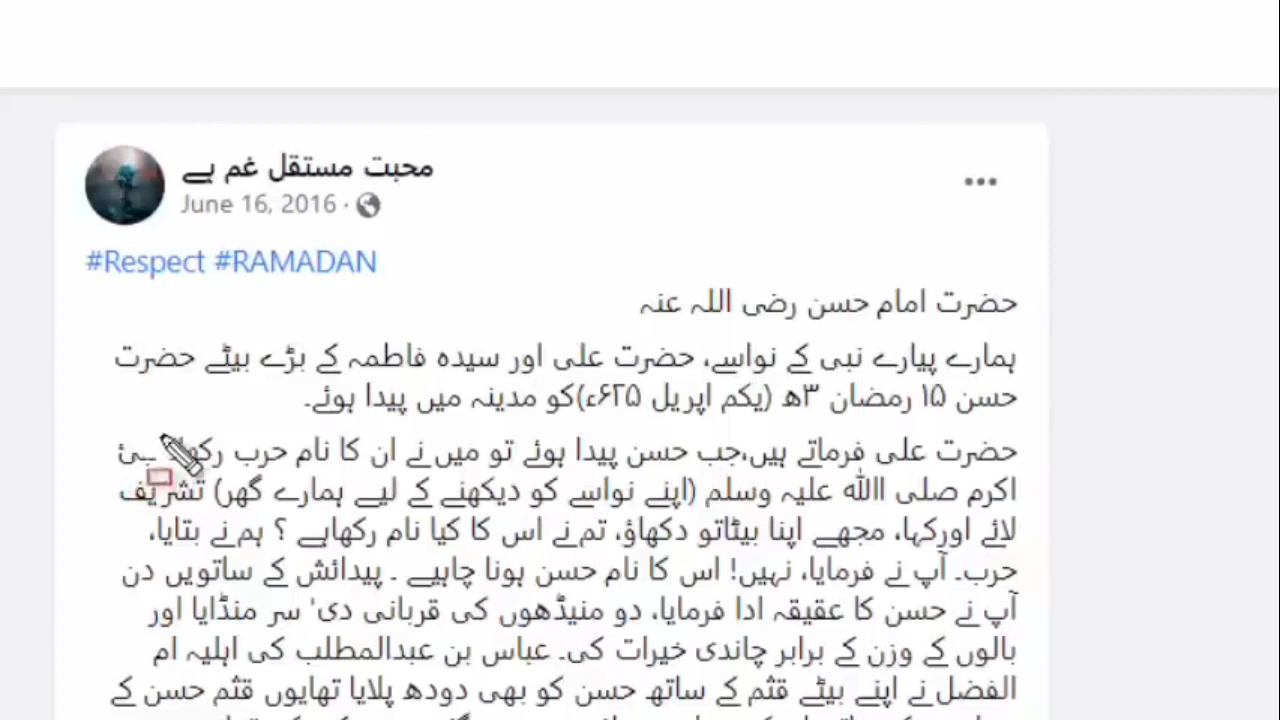 محبت مستقل غم ہے
June 16, 2016 ·
#Respect #RAMADAN
حضرت امام حسن رضی اللہ عنہ
ہمارے پیارے نبی کے نواسے، حضرت علی اور سیدہ فاطمہ کے بڑے بیٹے حضرت
حسن ۱۵ رمضان ۳ھ (یکم اپریل ۶۲۵ء)کو مدینہ میں پیدا ہوئے۔
حضرت علی فرماتے ہیں،جب حسن پیدا ہوئے تو میں نے ان کا نام حرب
اکرم صلی اﷲ علیہ وسلم (اپنے نواسے کو دیکھنے کے لیے ہمارے گھر) تشریف
لائے اورکہا، مجھے اپنا بیٹاتو دکھاؤ، تم نے اس کا کیا نام رکھاہے ؟ ہم نے بتایا،
حرب۔ آپ نے فرمایا، نہیں! اس کا نام حسن ہونا چاہیے ۔ پیدائش کے ساتویں دن
آپ نے حسن کا عقیقہ ادا فرمایا، دو منیڈھوں کی قربانی دی' سر منڈایا اور
بالوں کے وزن کے برابر چاندی خیرات کی۔ عباس بن عبدالمطلب کی اہلیہ ام
الفضل نے اپنے بیٹے قثم کے ساتھ حسن کو بھی دودھ پلایا تھایوں قثم حسن کے